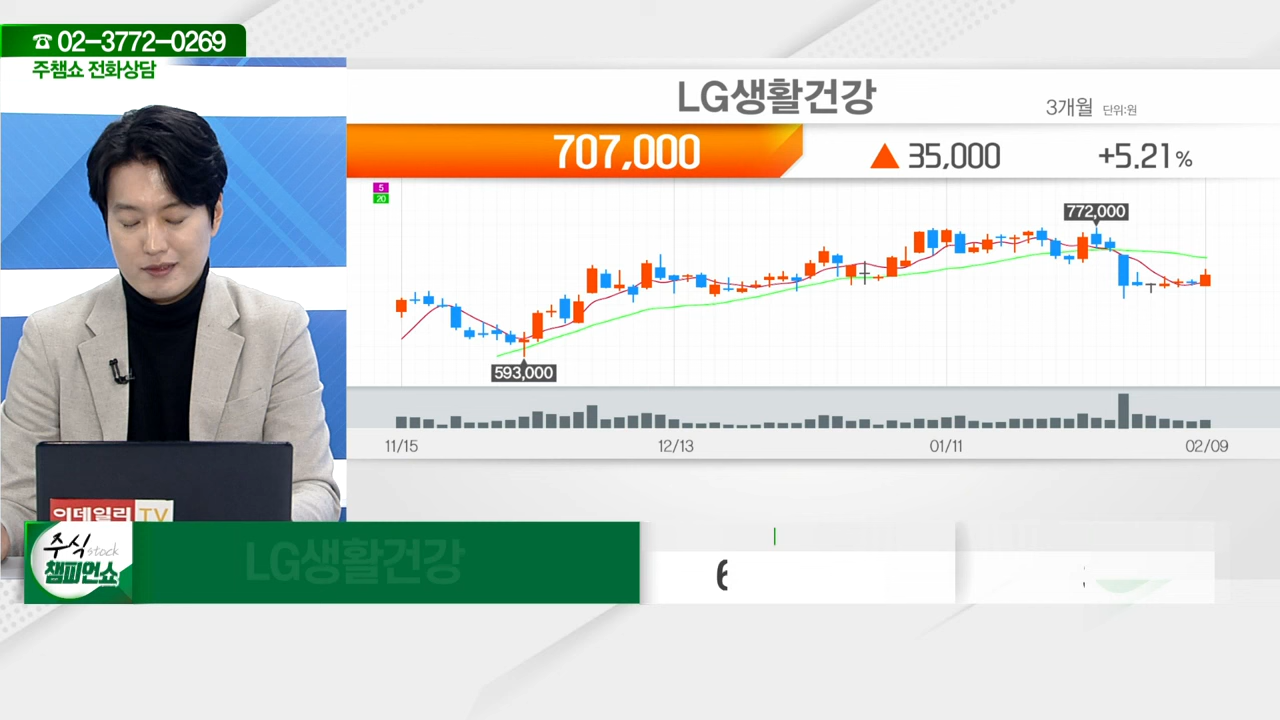 ☎ 02-3772-0269
주챔쇼 전화상담
LG생활건강
3개월 단위:원
707,000
▲ 35,000
+5.21%
5
20
772,000
593,000
11/15
12/13
01/11
02/09
이데일리 TV
주식 stock
챔피언쇼
LG생활건강
6